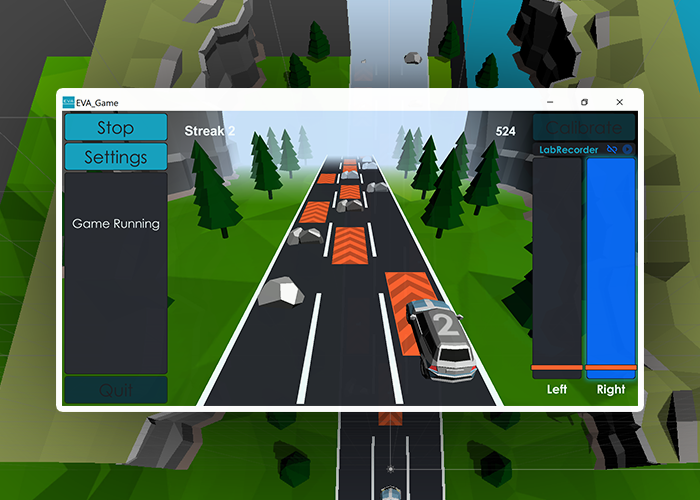 EVA_Game
Stop
Settings
Game Running
Quit
Streak 2
524
Calibrate
LabRecorder
2
Left
Right